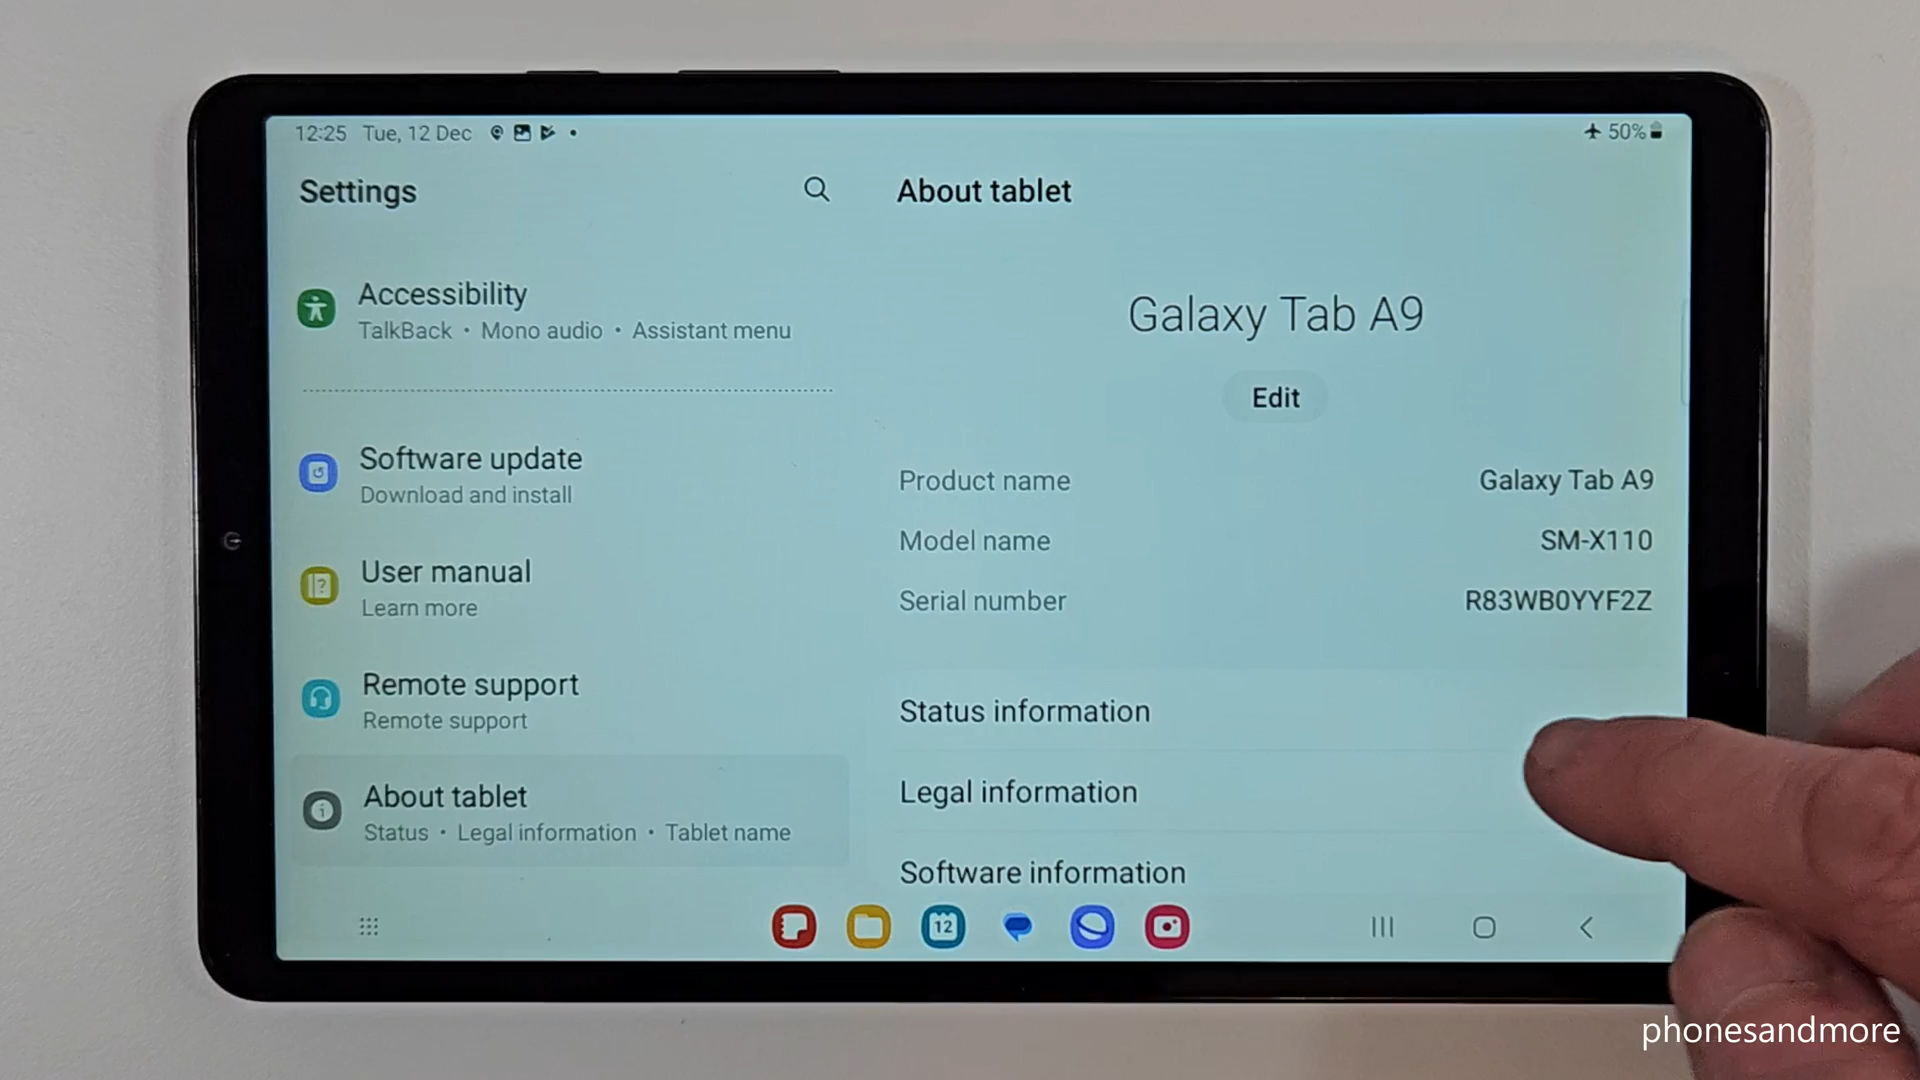 12:25 Tue, 12 Dec
50%
Settings
Accessibility
TalkBack • Mono audio • Assistant menu
Software update
Download and install
User manual
Learn more
Remote support
Remote support
About tablet
Status • Legal information • Tablet name
About tablet
Galaxy Tab A9
Edit
Product name Galaxy Tab A9
Model name SM-X110
Serial number R83WB0YYF2Z
Status information
Legal information
Software information
12
phonesandmore